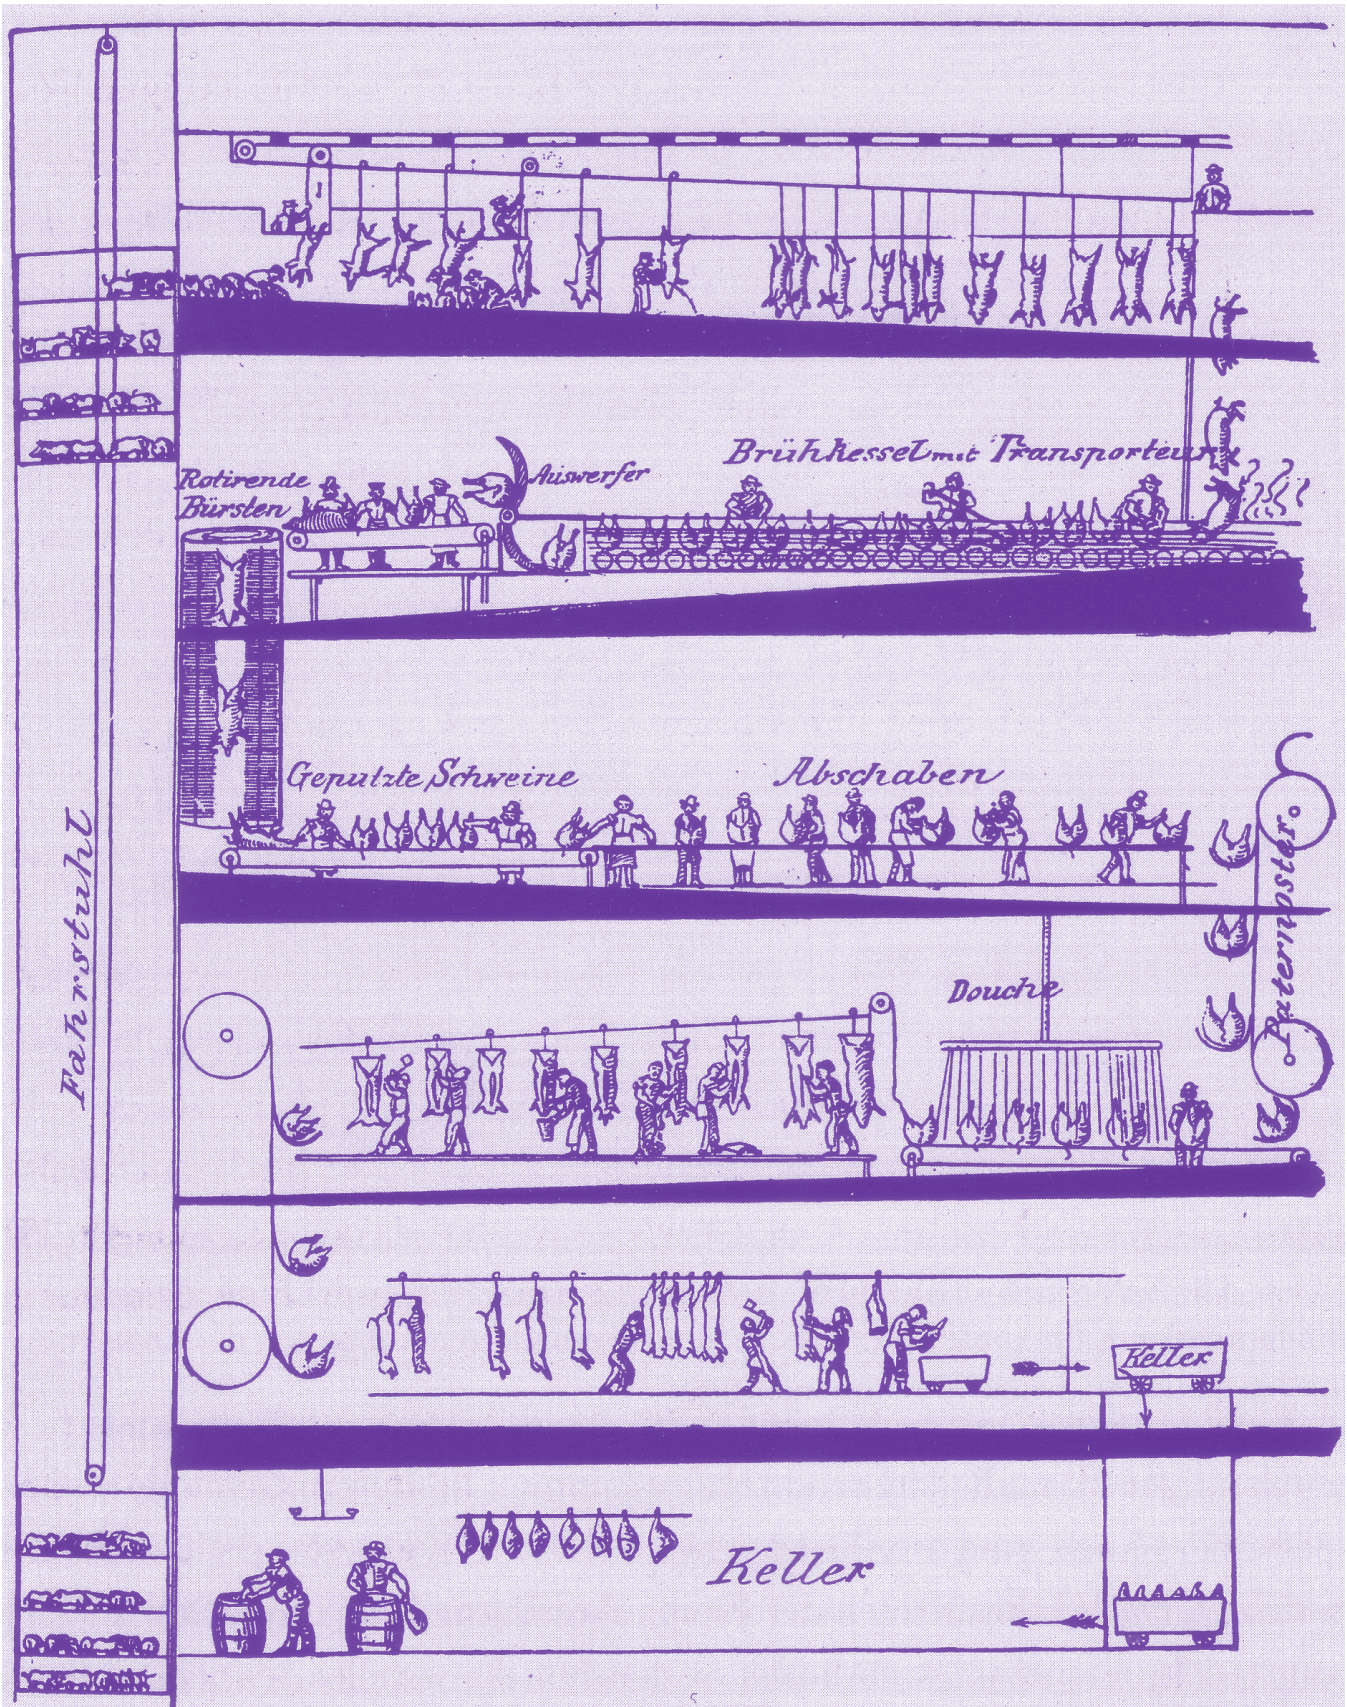 Brühkessel mit Transporteur
Rotirende
Bürsten
Auswerfer
Geputzte Schweine
Abschaben
Paternoster
Fahrstuhl
Douche
Keller
Keller